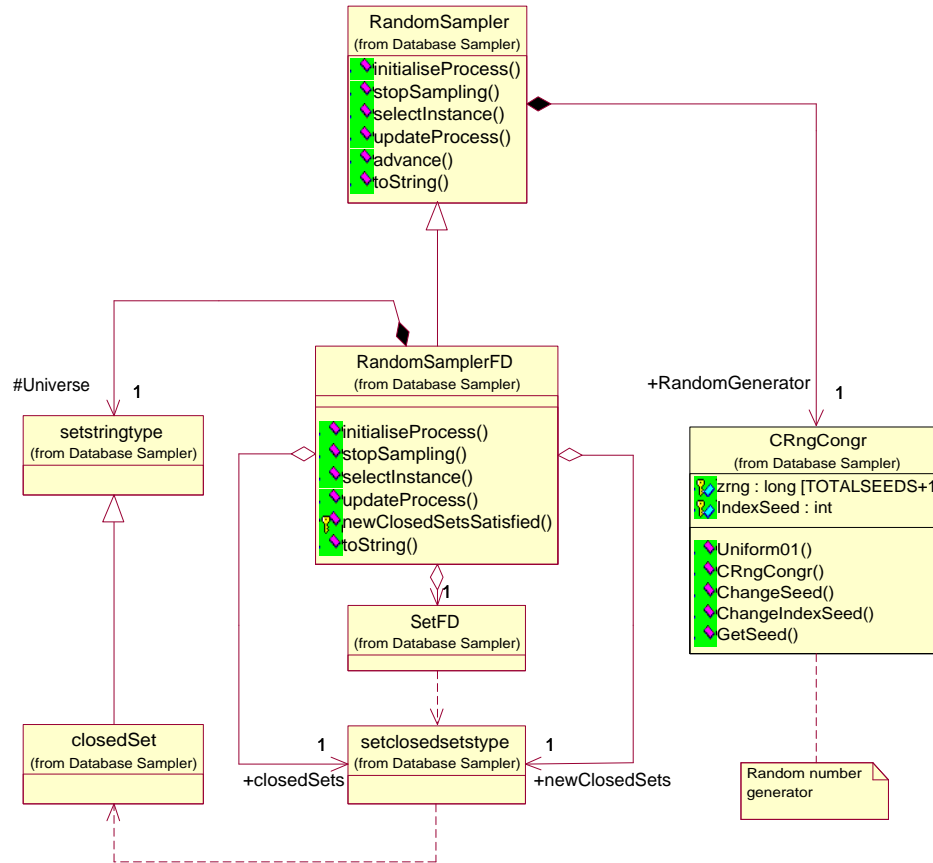 RandomSampler
(from Database Sampler)
initialiseProcess()
stopSampling()
selectInstance()
updateProcess()
advance()
toString()
#Universe
1
+RandomGenerator
1
RandomSamplerFD
(from Database Sampler)
initialiseProcess()
stopSampling()
selectInstance()
updateProcess()
newClosedSetsSatisfied()
toString()
setstringtype
(from Database Sampler)
CRngCongr
(from Database Sampler)
zrng : long [TOTALSEEDS+1
IndexSeed : int
Uniform01()
CRngCongr()
ChangeSeed()
ChangeIndexSeed()
GetSeed()
1
SetFD
(from Database Sampler)
closedSet
(from Database Sampler)
1
+closedSets
setclosedsetstype
(from Database Sampler)
1
+newClosedSets
Random number
generator